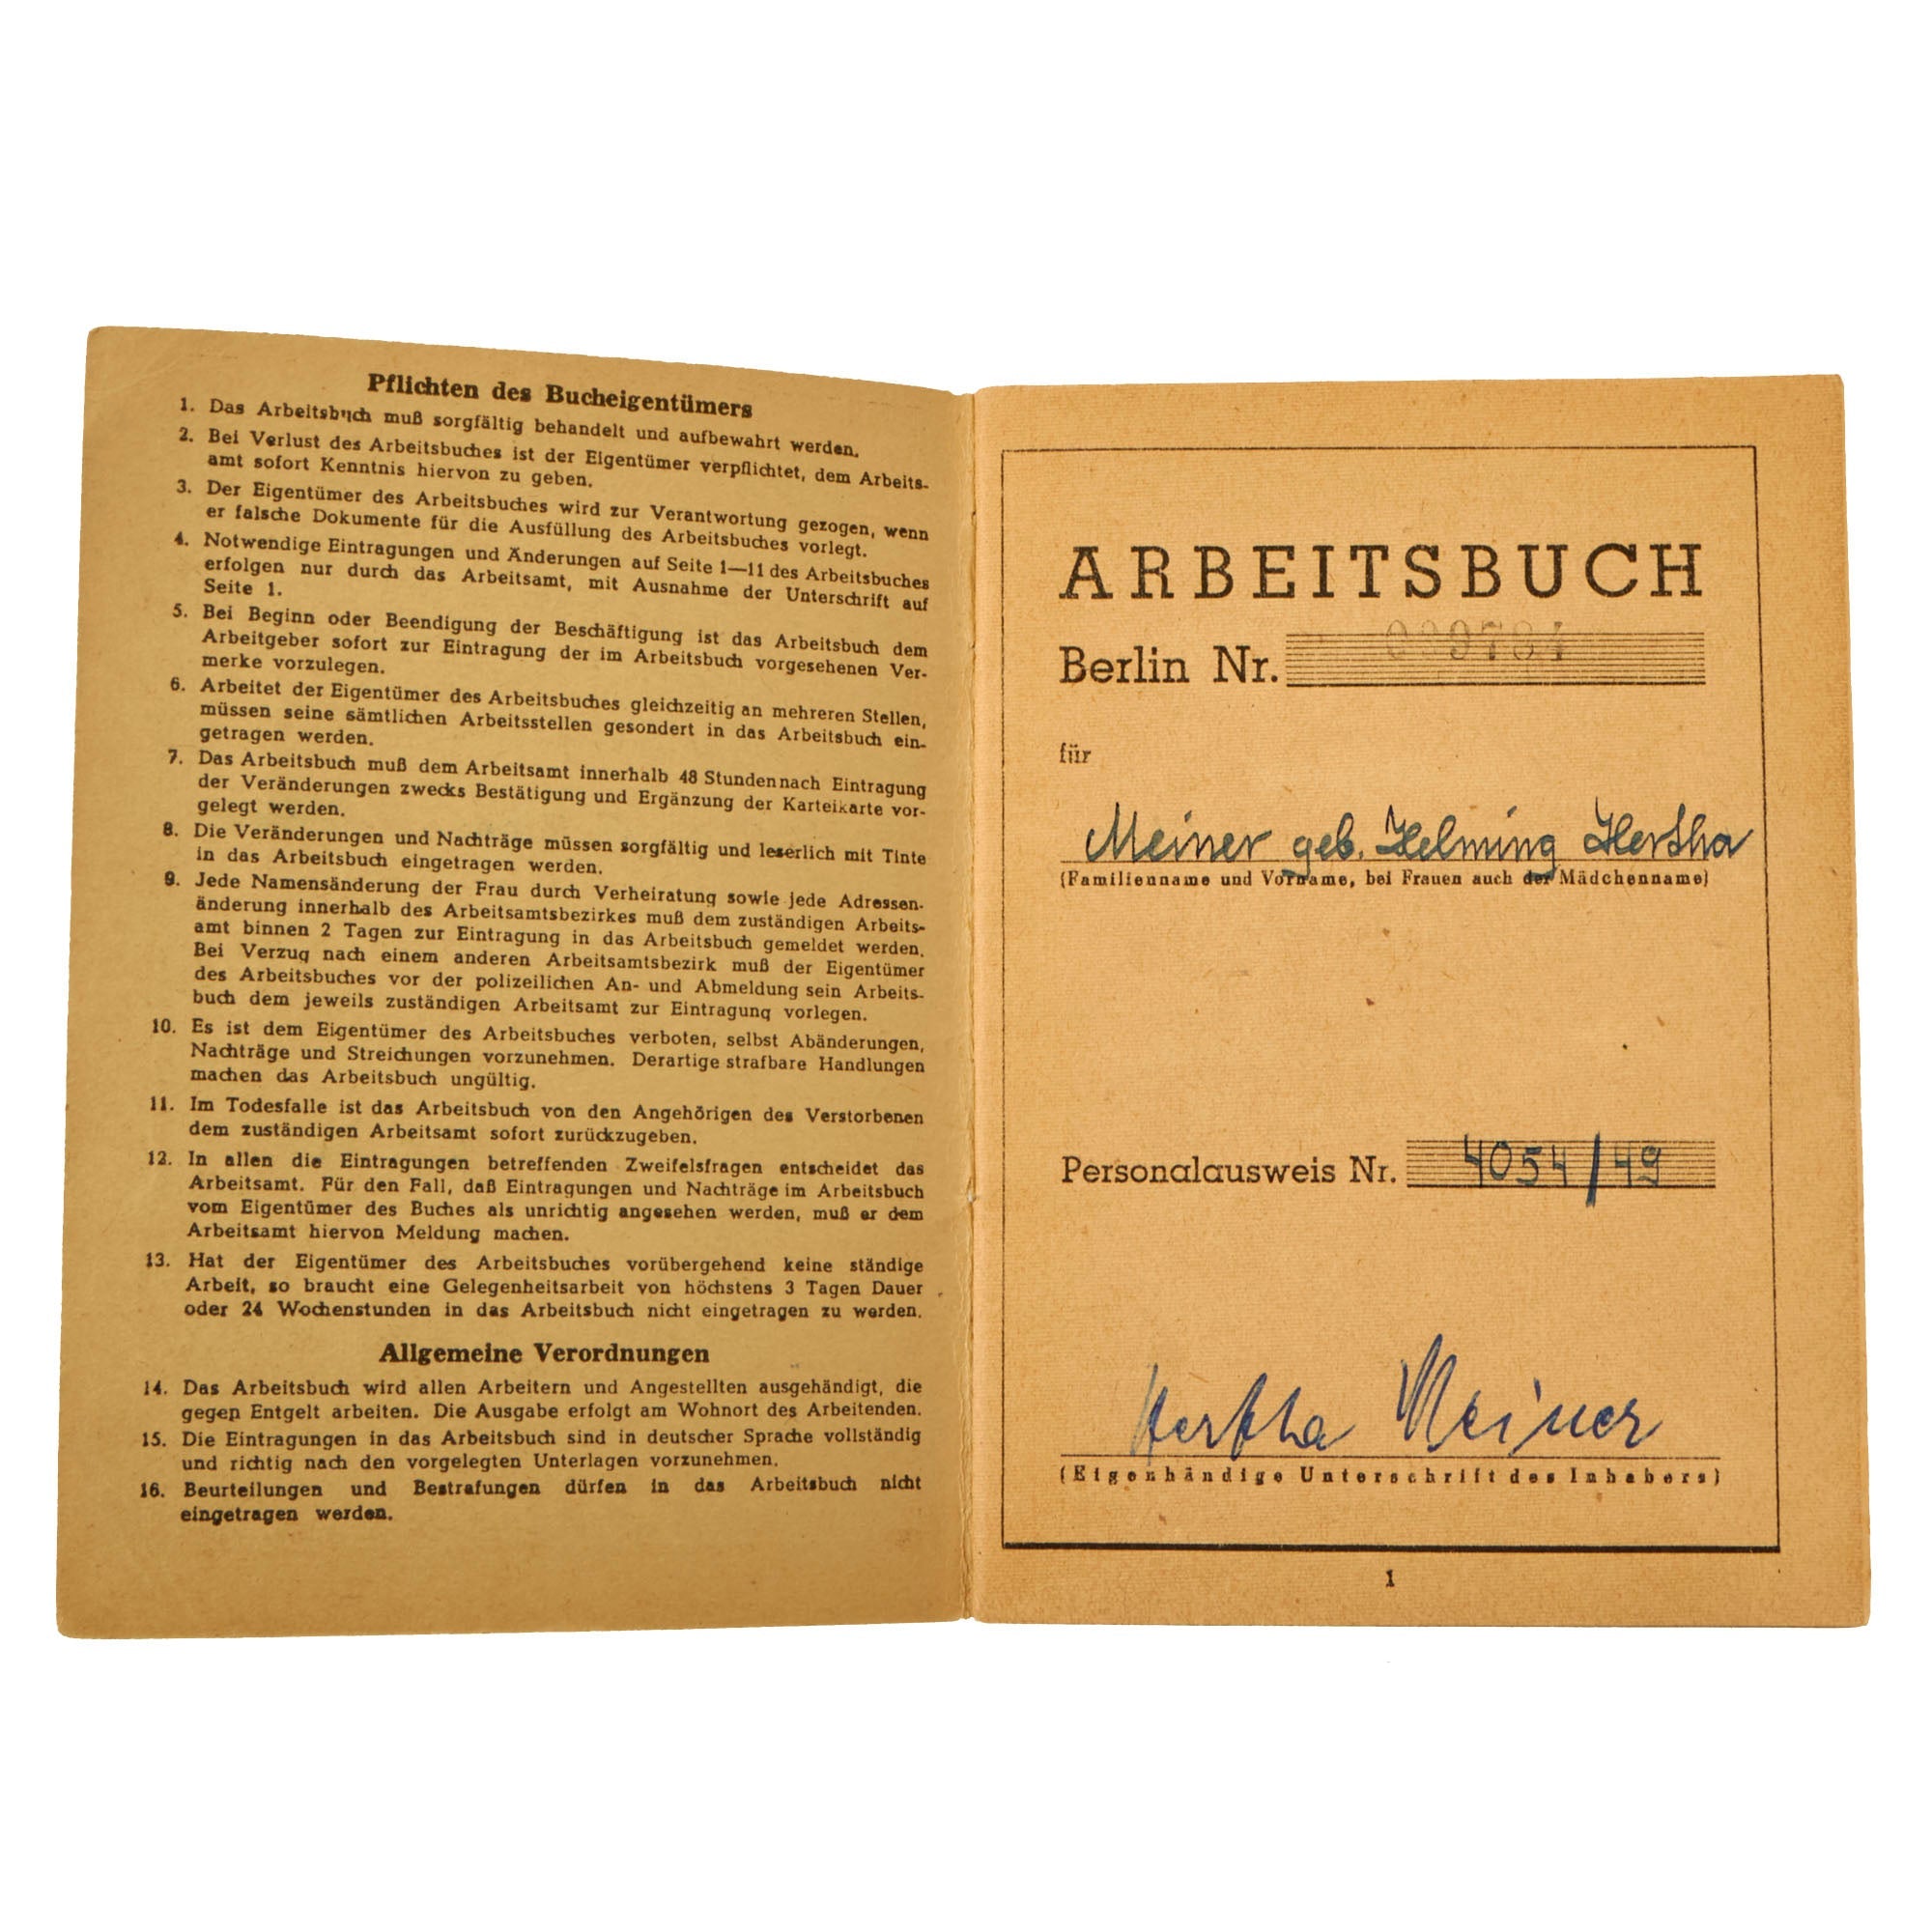 Pflichten des Bucheigentümers
1. Das Arbeitsbuch muß sorgfältig behandelt und aufbewahrt werden.
2. Bei Verlust des Arbeitsbuches ist der Eigentümer verpflichtet, dem Arbeits-
amt sofort Kenntnis hiervon zu geben.
3. Der Eigentümer des Arbeitsbuches wird zur Verantwortung gezogen, wenn
er falsche Dokumente für die Ausfüllung des Arbeitsbuches vorlegt.
4. Notwendige Eintragungen und Änderungen auf Seite 1—11 des Arbeitsbuches
erfolgen nur durch das Arbeitsamt, mit Ausnahme der Unterschrift auf
Seite 1.
5. Bei Beginn oder Beendigung der Beschäftigung ist das Arbeitsbuch dem
Arbeitgeber sofort zur Eintragung der im Arbeitsbuch vorgesehenen Ver-
merke vorzulegen.
6. Arbeitet der Eigentümer des Arbeitsbuches gleichzeitig an mehreren Stellen,
müssen seine sämtlichen Arbeitsstellen gesondert in das Arbeitsbuch ein-
getragen werden.
7. Das Arbeitsbuch muß dem Arbeitsamt innerhalb 48 Stunden nach Eintragung
der Veränderungen zwecks Bestätigung und Ergänzung der Karteikarte vor-
gelegt werden.
8. Die Veränderungen und Nachträge müssen sorgfältig und leserlich mit Tinte
in das Arbeitsbuch eingetragen werden.
9. Jede Namensänderung der Frau durch Verheiratung sowie jede Adressen-
änderung innerhalb des Arbeitsamtsbezirkes muß dem zuständigen Arbeits-
amt binnen 2 Tagen zur Eintragung in das Arbeitsbuch gemeldet werden.
Bei Verzug nach einem anderen Arbeitsamtsbezirk muß der Eigentümer
des Arbeitsbuches vor der polizeilichen An- und Abmeldung sein Arbeits-
buch dem jeweils zuständigen Arbeitsamt zur Eintragung vorlegen.
10. Es ist dem Eigentümer des Arbeitsbuches verboten, selbst Abänderungen,
Nachträge und Streichungen vorzunehmen. Derartige strafbare Handlungen
machen das Arbeitsbuch ungültig.
11. Im Todesfalle ist das Arbeitsbuch von den Angehörigen des Verstorbenen
dem zuständigen Arbeitsamt sofort zurückzugeben.
12. In allen die Eintragungen betreffenden Zweifelsfragen entscheidet das
Arbeitsamt. Für den Fall, daß Eintragungen und Nachträge im Arbeitsbuch
vom Eigentümer des Buches als unrichtig angesehen werden, muß er dem
Arbeitsamt hiervon Meldung machen.
13. Hat der Eigentümer des Arbeitsbuches vorübergehend keine ständige
Arbeit, so braucht eine Gelegenheitsarbeit von höchstens 3 Tagen Dauer
oder 24 Wochenstunden in das Arbeitsbuch nicht eingetragen zu werden.
Allgemeine Verordnungen
14. Das Arbeitsbuch wird allen Arbeitern und Angestellten ausgehändigt, die
gegen Entgelt arbeiten. Die Ausgabe erfolgt am Wohnort des Arbeitenden.
15. Die Eintragungen in das Arbeitsbuch sind in deutscher Sprache vollständig
und richtig nach den vorgelegten Unterlagen vorzunehmen.
16. Beurteilungen und Bestrafungen dürfen in das Arbeitsbuch nicht
eingetragen werden.
ARBEITSBUCH
Berlin Nr.
für
Meiner geb. Helming Hertha
(Familienname und Vorname, bei Frauen auch der Mädchenname)
Personalausweis Nr. 4054/49
Hertha Meiner
(Eigenhändige Unterschrift des Inhabers)
1